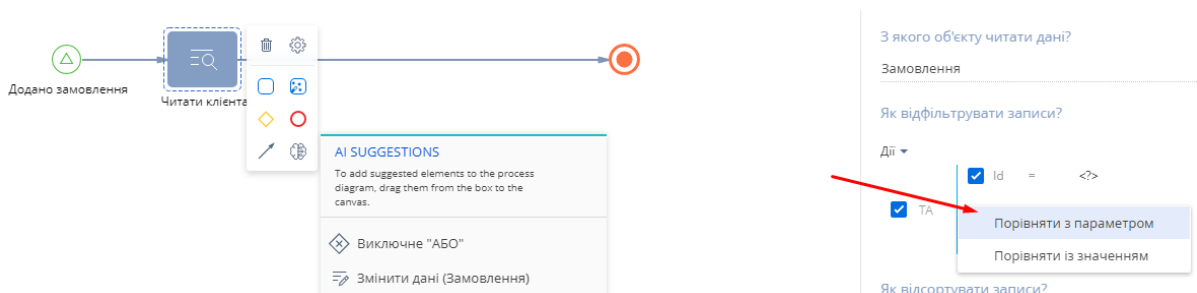 Додано замовлення
Читати клієнта
AI SUGGESTIONS
To add suggested elements to the process
diagram, drag them from the box to the
canvas.
Виключне "АБО"
Змінити дані (Замовлення)
З якого об'єкту читати дані?
Замовлення
Як відфільтрувати записи?
Дії
Id = <?>
ТА
Порівняти з параметром
Порівняти із значенням
Як відсортувати записи?